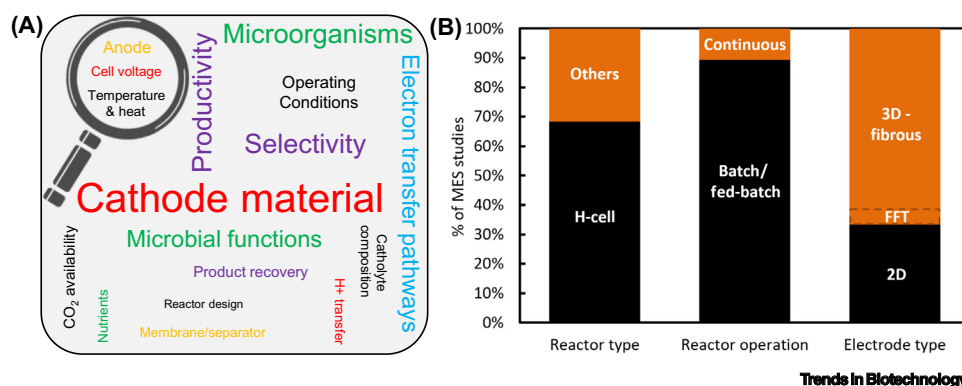 (A)
Anode
Cell voltage
Temperature
& heat
Productivity
Microorganisms
Operating
Conditions
Electron transfer pathways
Selectivity
Cathode material
Microbial functions
CO₂ availability
Nutrients
Product recovery
Catholyte
composition
Reactor design
H+ transfer
Membrane/separator
(B)
% of MES studies
100%
90%
80%
70%
60%
50%
40%
30%
20%
10%
0%
Others
H-cell
Continuous
Batch/
fed-batch
3D -
fibrous
FFT
2D
Reactor type
Reactor operation
Electrode type
Trends in Biotechnology